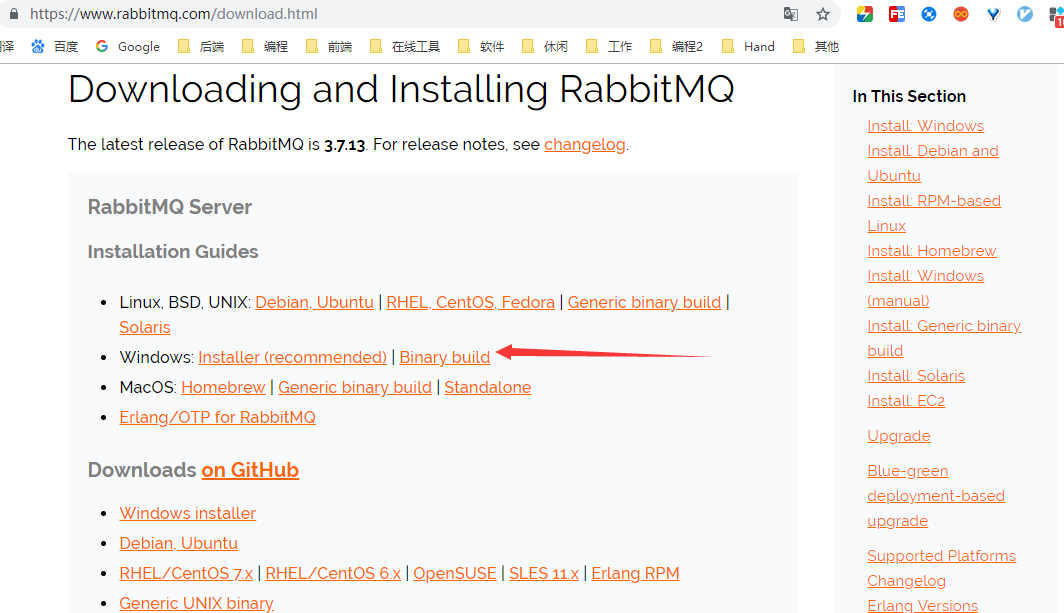 https://www.rabbitmq.com/download.html
译 百度 Google 后端 编程 前端 在线工具 软件 休闲 工作 编程2 Hand 其他
Downloading and Installing RabbitMQ
The latest release of RabbitMQ is 3.7.13. For release notes, see changelog.
RabbitMQ Server
Installation Guides
• Linux, BSD, UNIX: Debian, Ubuntu | RHEL, CentOS, Fedora | Generic binary build |
Solaris
• Windows: Installer (recommended) | Binary build
• MacOS: Homebrew | Generic binary build | Standalone
• Erlang/OTP for RabbitMQ
Downloads on GitHub
• Windows installer
• Debian, Ubuntu
• RHEL/CentOS 7.x | RHEL/CentOS 6.x | OpenSUSE | SLES 11.x | Erlang RPM
• Generic UNIX binary
In This Section
Install: Windows
Install: Debian and
Ubuntu
Install: RPM-based
Linux
Install: Homebrew
Install: Windows
(manual)
Install: Generic binary
build
Install: Solaris
Install: EC2
Upgrade
Blue-green
deployment-based
upgrade
Supported Platforms
Changelog
Erlang Versions